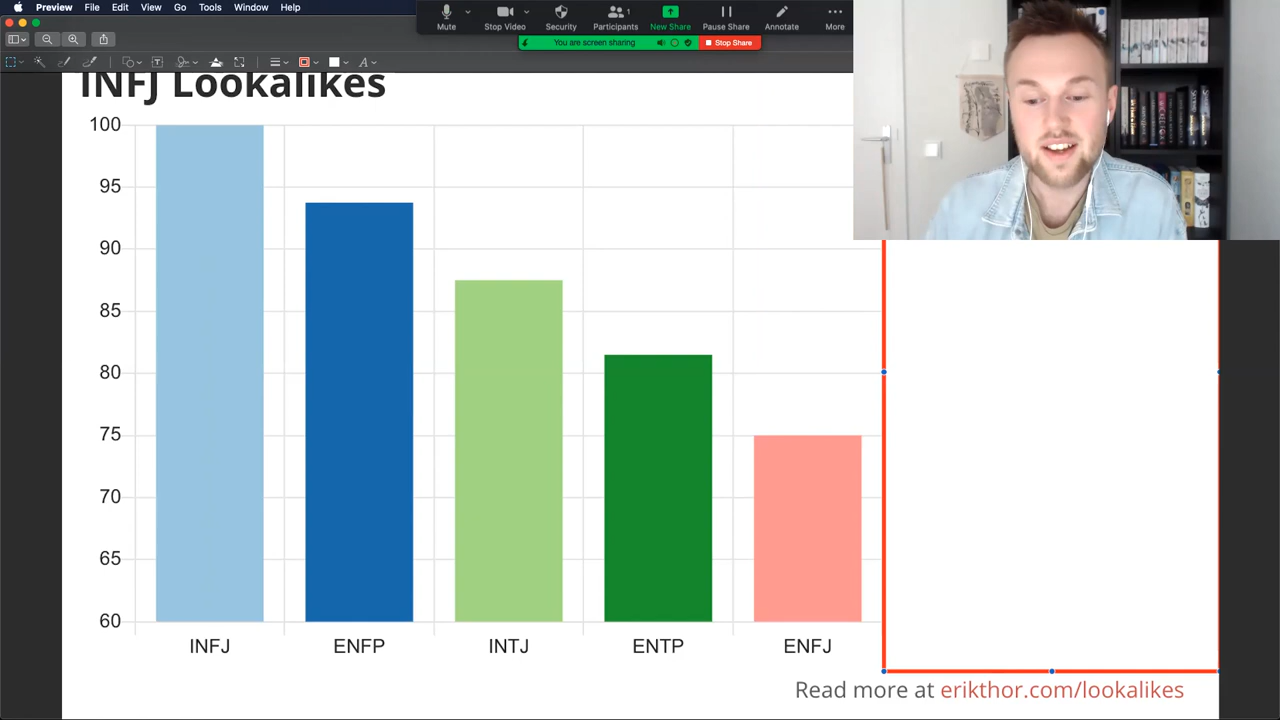 Preview File Edit View Go Tools Window Help
Mute Stop Video Security Participants 1 New Share Pause Share Annotate More
You are screen sharing Stop Share
INFJ Lookalikes
100
95
90
85
80
75
70
65
60
INFJ ENFP INTJ ENTP ENFJ
Read more at erikthor.com/lookalikes